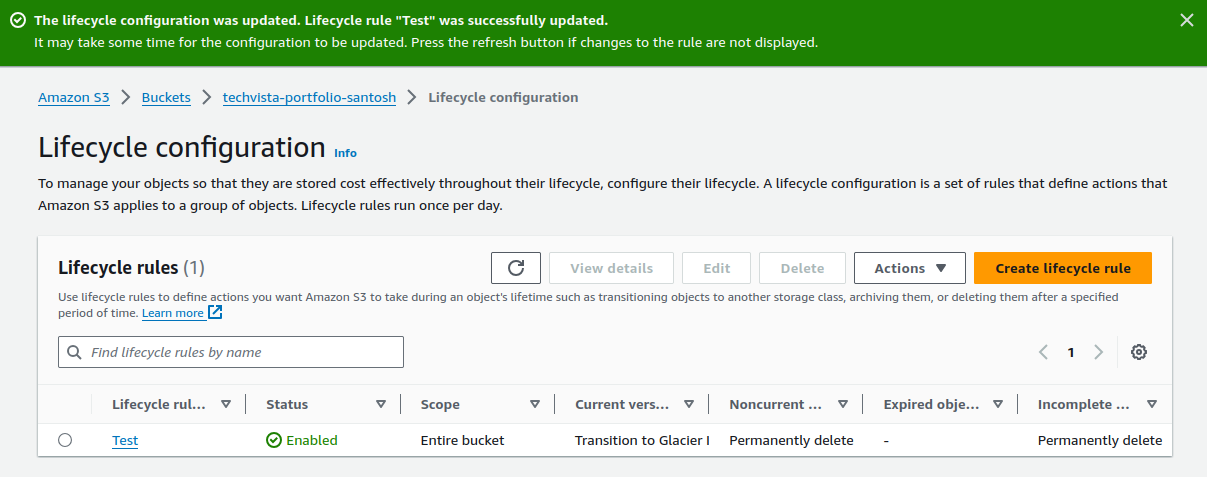 The lifecycle configuration was updated. Lifecycle rule "Test" was successfully updated.
It may take some time for the configuration to be updated. Press the refresh button if changes to the rule are not displayed.
Amazon S3 > Buckets > techvista-portfolio-santosh > Lifecycle configuration
Lifecycle configuration Info
To manage your objects so that they are stored cost effectively throughout their lifecycle, configure their lifecycle. A lifecycle configuration is a set of rules that define actions that
Amazon S3 applies to a group of objects. Lifecycle rules run once per day.
Lifecycle rules (1) View details Edit Delete Actions Create lifecycle rule
Use lifecycle rules to define actions you want Amazon S3 to take during an object's lifetime such as transitioning objects to another storage class, archiving them, or deleting them after a specified
period of time. Learn more
Find lifecycle rules by name 1
Lifecycle rul... Status Scope Current vers... Noncurrent ... Expired obje... Incomplete ...
Test Enabled Entire bucket Transition to Glacier I Permanently delete - Permanently delete